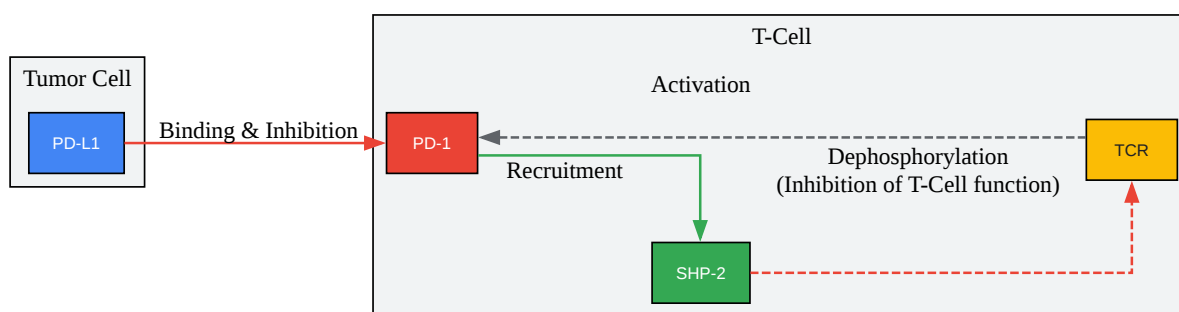 T-Cell
Tumor Cell
Activation
PD-L1
Binding & Inhibition
PD-1
Recruitment
Dephosphorylation
(Inhibition of T-Cell function)
TCR
SHP-2